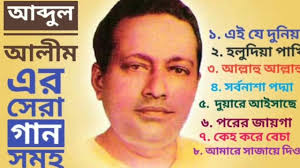 আব্দুল
আলীম
এর
সেরা
গান
সমূহ
১. এই যে দুনিয়া
২. হলুদিয়া পাখি
৩. আল্লাহু আল্লাহু
৪. সর্বনাশা পদ্মা
৫. দুয়ারে আইসাছে
৬. পরের জায়গা
৭. কেহ করে বেচা
৮. আমারে সাজায়ে দিও